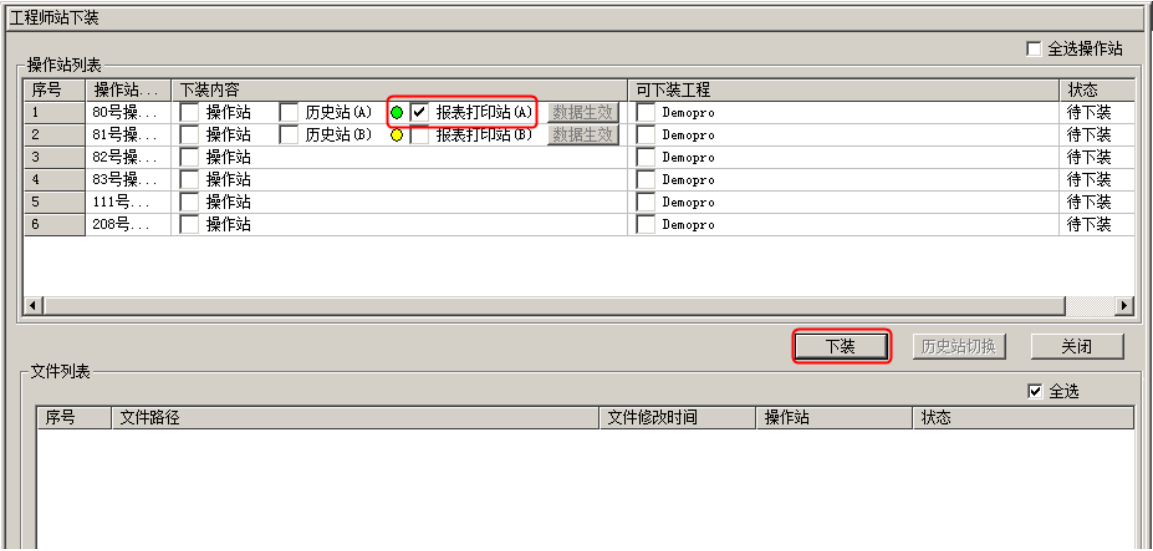 工程师站下装
全选操作站
操作站列表
序号 操作站... 下装内容 可下装工程 状态
1 80号操... 操作站 历史站(A) 报表打印站(A) 数据生效 Demopro 待下装
2 81号操... 操作站 历史站(B) 报表打印站(B) 数据生效 Demopro 待下装
3 82号操... 操作站 Demopro 待下装
4 83号操... 操作站 Demopro 待下装
5 111号... 操作站 Demopro 待下装
6 208号... 操作站 Demopro 待下装
下装 历史站切换 关闭
文件列表
全选
序号 文件路径 文件修改时间 操作站 状态